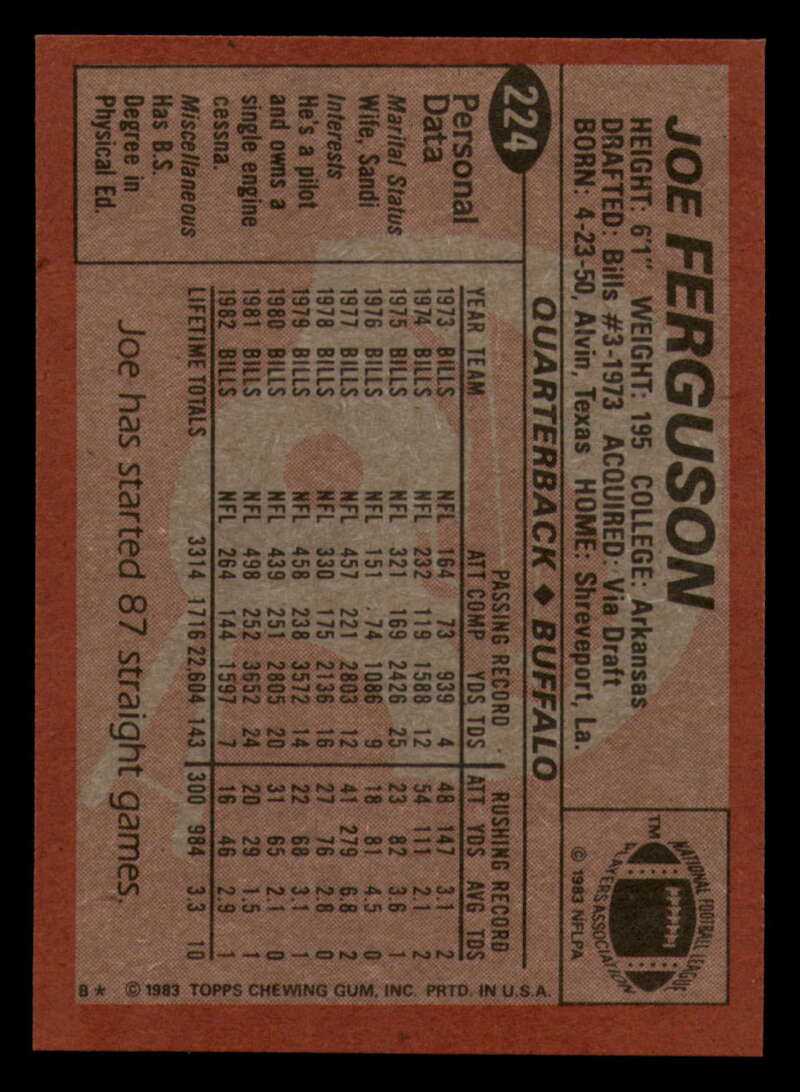 JOE FERGUSON
HEIGHT: 6'1" WEIGHT: 195 COLLEGE: Arkansas
DRAFTED: Bills #3-1973 ACQUIRED: Via Draft
BORN: 4-23-50, Alvin, Texas HOME: Shreveport, La.
NATIONAL FOOTBALL LEAGUE
PLAYERS ASSOCIATION
TM
© 1983 NFLPA
224
QUARTERBACK ◆ BUFFALO
Personal
Data
Marital Status
Wife, Sandi
Interests
He's a pilot
and owns a
single engine
cessna.
Miscellaneous
Has B.S.
Degree in
Physical Ed.
PASSING RECORD RUSHING RECORD
YEAR TEAM ATT COMP YDS TDS ATT YDS AVG TDS
1973 BILLS NFL 164 73 939 4 48 147 3.1 2
1974 BILLS NFL 232 119 1588 12 54 111 2.1 2
1975 BILLS NFL 321 169 2426 25 23 82 3.6 1
1976 BILLS NFL 151 74 1086 9 18 81 4.5 0
1977 BILLS NFL 457 221 2803 12 41 279 6.8 2
1978 BILLS NFL 330 175 2136 16 27 76 2.8 0
1979 BILLS NFL 458 238 3572 14 22 68 3.1 1
1980 BILLS NFL 439 251 2805 20 31 65 2.1 0
1981 BILLS NFL 498 252 3652 24 20 29 1.5 1
1982 BILLS NFL 264 144 1597 7 16 46 2.9 1
LIFETIME TOTALS 3314 1716 22,604 143 300 984 3.3 10
Joe has started 87 straight games.
B* © 1983 TOPPS CHEWING GUM, INC. PRTD. IN U.S.A.